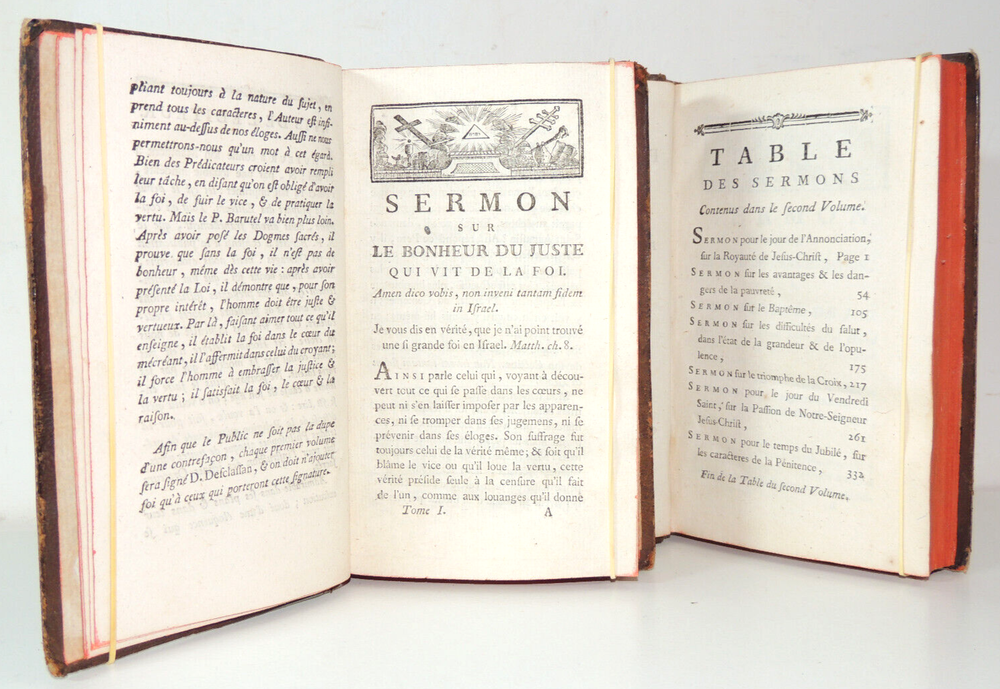 pliant toujours à la nature du sujet, en
prend tous les caracteres, l'Auteur est infi-
niment au-dessus de nos éloges. Aussi ne nous
permettrons-nous qu'un mot à cet égard.
Bien des Prédicateurs croient avoir rempli
leur tâche, en disant qu'on est obligé d'avoir
la foi, de fuir le vice, & de pratiquer la
vertu. Mais le P. Barutel va bien plus loin.
Après avoir posé les Dogmes sacrés, il
prouve que sans la foi, il n'est pas de
bonheur, même dès cette vie : après avoir
présenté la Loi, il démontre que, pour son
propre intérêt, l'homme doit être juste &
vertueux. Par là, faisant aimer tout ce qu'il
enseigne, il établit la foi dans le cœur du
mécréant, il l'affermit dans celui du croyant;
il force l'homme à embrasser la justice &
la vertu ; il satisfait la foi, le cœur & la
raison.
Afin que le Public ne soit pas la dupe
d'une contrefaçon, chaque premier volume
sera signé D. Desclassan, & on doit n'ajouter
foi qu'à ceux qui porteront cette signature.
SERMON
SUR
LE BONHEUR DU JUSTE
QUI VIT DE LA FOI.
Amen dico vobis, non inveni tantam fidem
in Israel.
Je vous dis en vérité, que je n'ai point trouvé
une si grande foi en Israel. Matth. ch. 8.
AINSI parle celui qui, voyant à décou-
vert tout ce qui se passe dans les cœurs, ne
peut ni s'en laisser imposer par les apparen-
ces, ni se tromper dans ses jugemens, ni se
prévenir dans ses éloges. Son suffrage fut
toujours celui de la vérité même; & soit qu'il
blâme le vice ou qu'il loue la vertu, cette
vérité préside seule à la censure qu'il fait
de l'un, comme aux louanges qu'il donne
Tome I. A
TABLE
DES SERMONS
Contenus dans le second Volume.
SERMON pour le jour de l'Annonciation,
sur la Royauté de Jesus-Christ, Page 1
SERMON sur les avantages & les dan-
gers de la pauvreté, 54
SERMON sur le Baptême, 105
SERMON sur les difficultés du salut,
dans l'état de la grandeur & de l'opu-
lence, 175
SERMON sur le triomphe de la Croix, 217
SERMON pour le jour du Vendredi
Saint, sur la Passion de Notre-Seigneur
Jesus-Christ, 261
SERMON pour le temps du Jubilé, sur
les caracteres de la Pénitence, 332
Fin de la Table du second Volume.